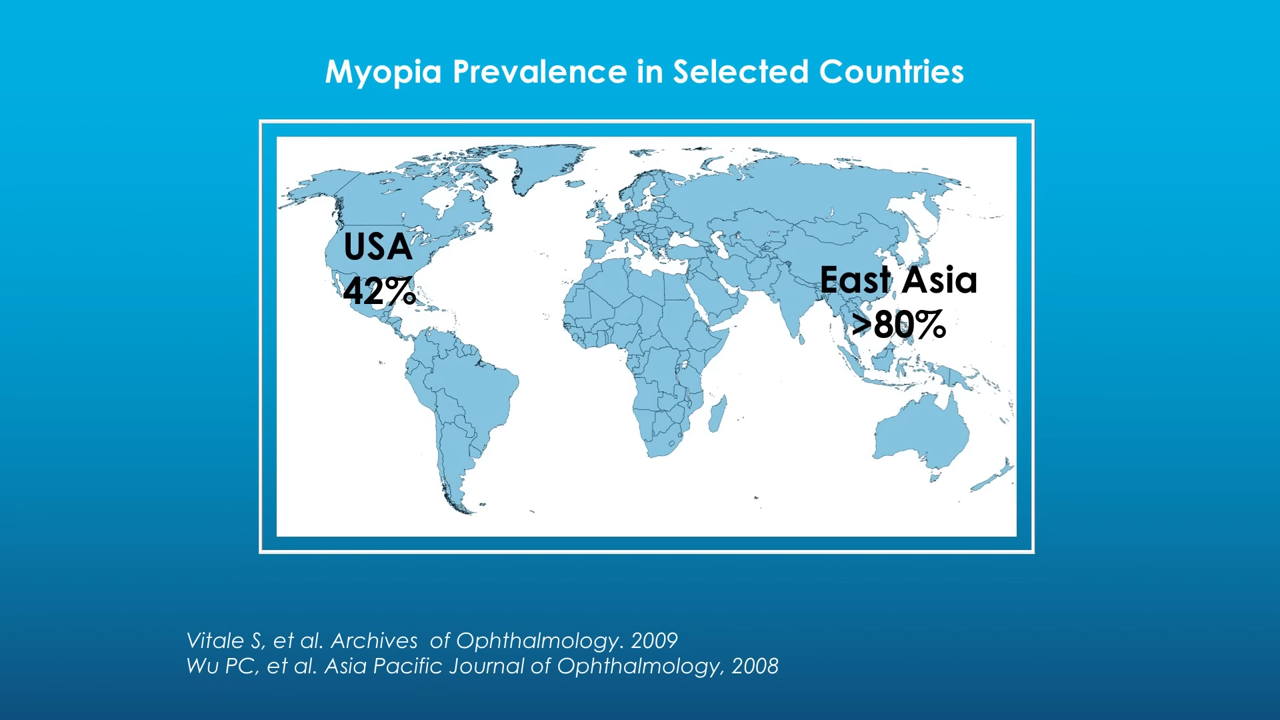 Myopia Prevalence in Selected Countries
USA
42%
East Asia
>80%
Vitale S, et al. Archives  of Ophthalmology. 2009
Wu PC, et al. Asia Pacific Journal of Ophthalmology, 2008